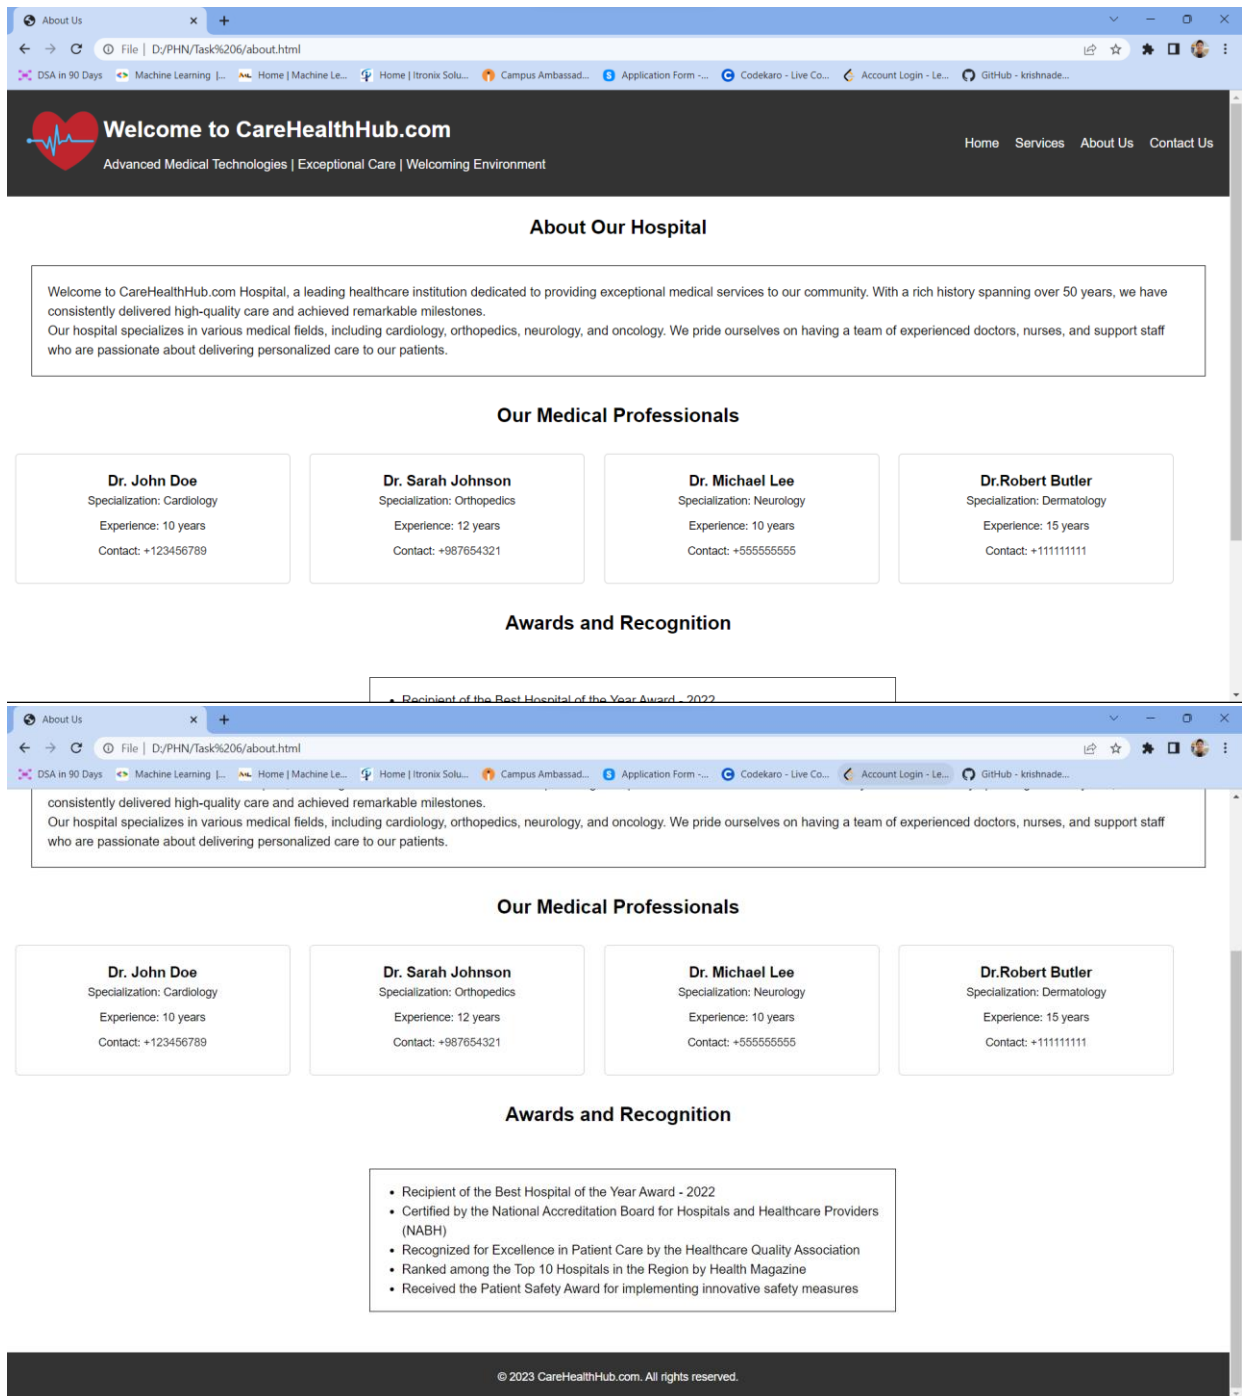 About Us
File | D:/PHN/Task%206/about.html
DSA in 90 Days Machine Learning |... Home | Machine Le... Home | Itronix Solu... Campus Ambassad... Application Form -... Codekaro - Live Co... Account Login - Le... GitHub - krishnade...
Welcome to CareHealthHub.com
Advanced Medical Technologies | Exceptional Care | Welcoming Environment
Home Services About Us Contact Us
About Our Hospital
Welcome to CareHealthHub.com Hospital, a leading healthcare institution dedicated to providing exceptional medical services to our community. With a rich history spanning over 50 years, we have
consistently delivered high-quality care and achieved remarkable milestones.
Our hospital specializes in various medical fields, including cardiology, orthopedics, neurology, and oncology. We pride ourselves on having a team of experienced doctors, nurses, and support staff
who are passionate about delivering personalized care to our patients.
Our Medical Professionals
Dr. John Doe
Specialization: Cardiology
Experience: 10 years
Contact: +123456789
Dr. Sarah Johnson
Specialization: Orthopedics
Experience: 12 years
Contact: +987654321
Dr. Michael Lee
Specialization: Neurology
Experience: 10 years
Contact: +555555555
Dr.Robert Butler
Specialization: Dermatology
Experience: 15 years
Contact: +111111111
Awards and Recognition
• Recipient of the Best Hospital of the Year Award - 2022
About Us
File | D:/PHN/Task%206/about.html
DSA in 90 Days Machine Learning |... Home | Machine Le... Home | Itronix Solu... Campus Ambassad... Application Form -... Codekaro - Live Co... Account Login - Le... GitHub - krishnade...
consistently delivered high-quality care and achieved remarkable milestones.
Our hospital specializes in various medical fields, including cardiology, orthopedics, neurology, and oncology. We pride ourselves on having a team of experienced doctors, nurses, and support staff
who are passionate about delivering personalized care to our patients.
Our Medical Professionals
Dr. John Doe
Specialization: Cardiology
Experience: 10 years
Contact: +123456789
Dr. Sarah Johnson
Specialization: Orthopedics
Experience: 12 years
Contact: +987654321
Dr. Michael Lee
Specialization: Neurology
Experience: 10 years
Contact: +555555555
Dr.Robert Butler
Specialization: Dermatology
Experience: 15 years
Contact: +111111111
Awards and Recognition
• Recipient of the Best Hospital of the Year Award - 2022
• Certified by the National Accreditation Board for Hospitals and Healthcare Providers
(NABH)
• Recognized for Excellence in Patient Care by the Healthcare Quality Association
• Ranked among the Top 10 Hospitals in the Region by Health Magazine
• Received the Patient Safety Award for implementing innovative safety measures
© 2023 CareHealthHub.com. All rights reserved.